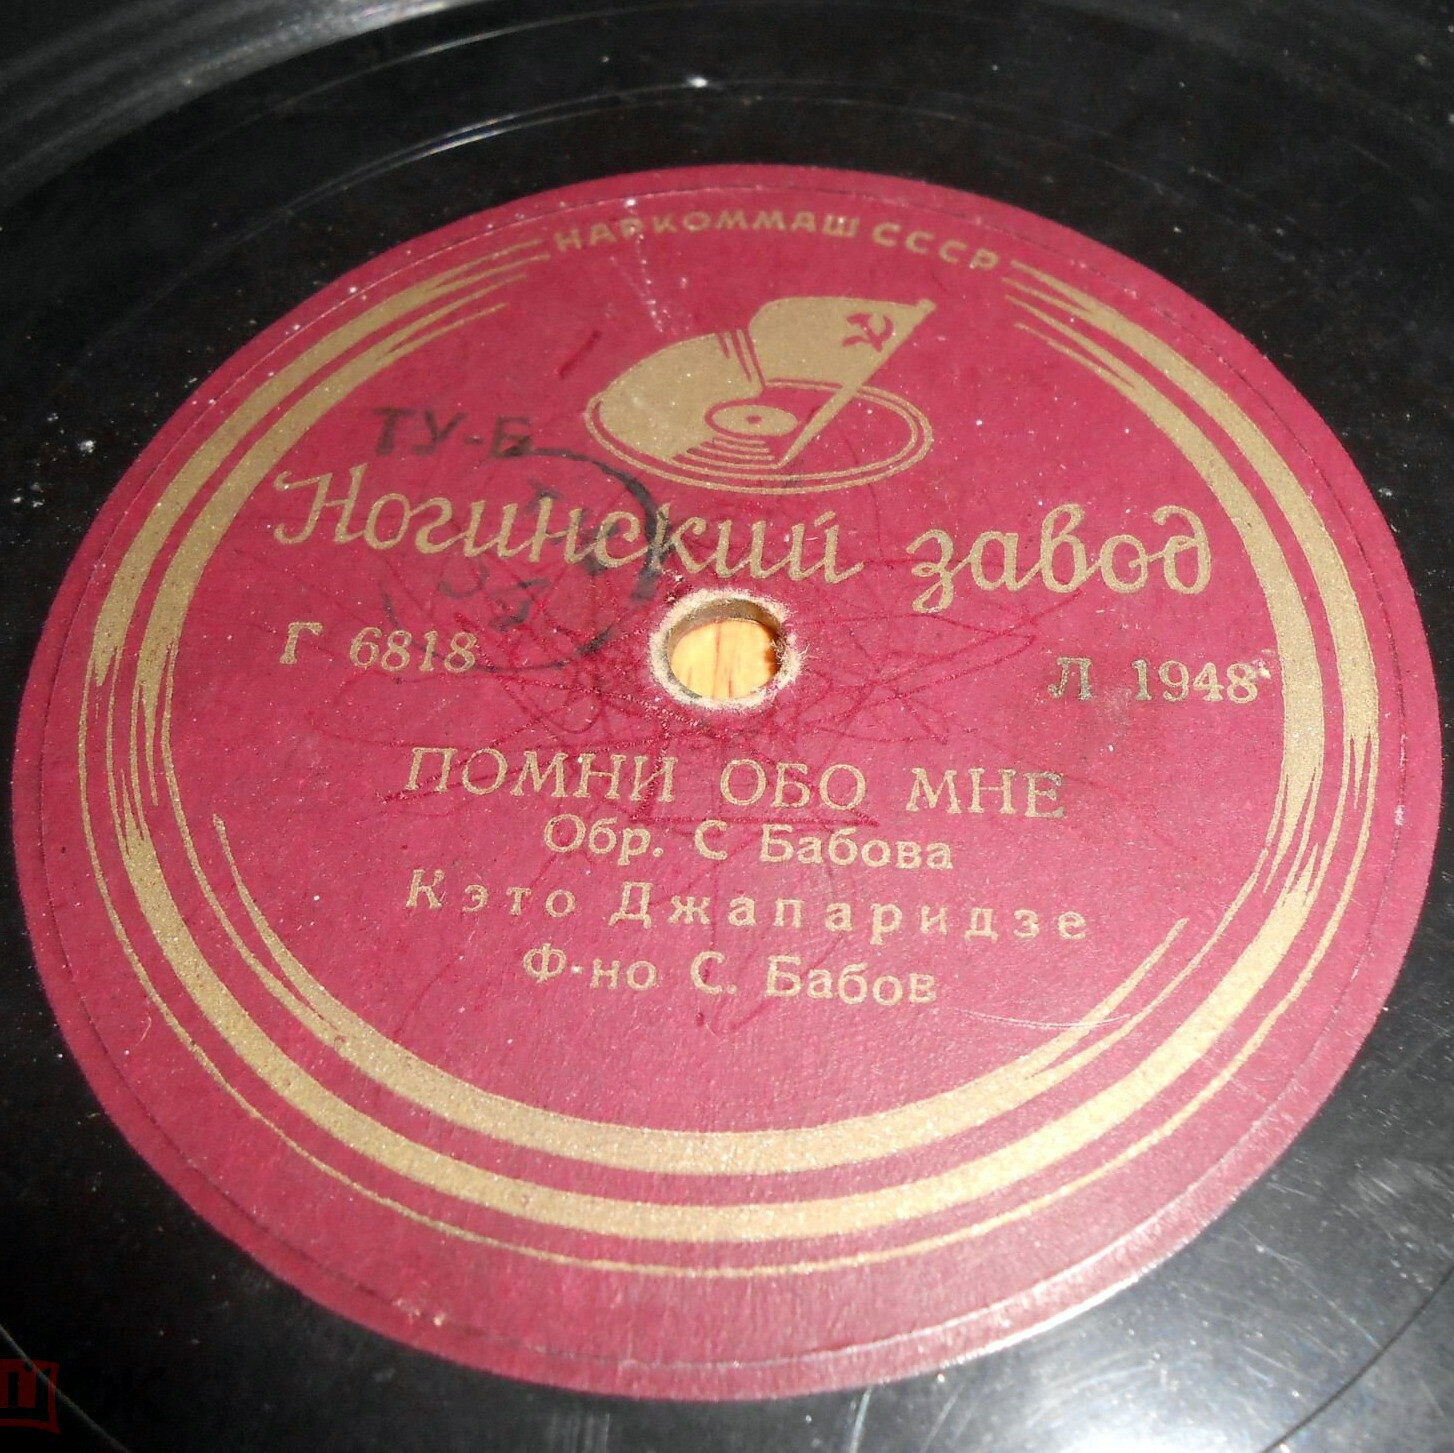 НАРКОММАШ СССР
ТУ-Б
Ногинский завод
Г 6818
Л 1948
ПОМНИ ОБО МНЕ
Обр. С Бабова
Кэто Джапаридзе
Ф-но С. Бабов